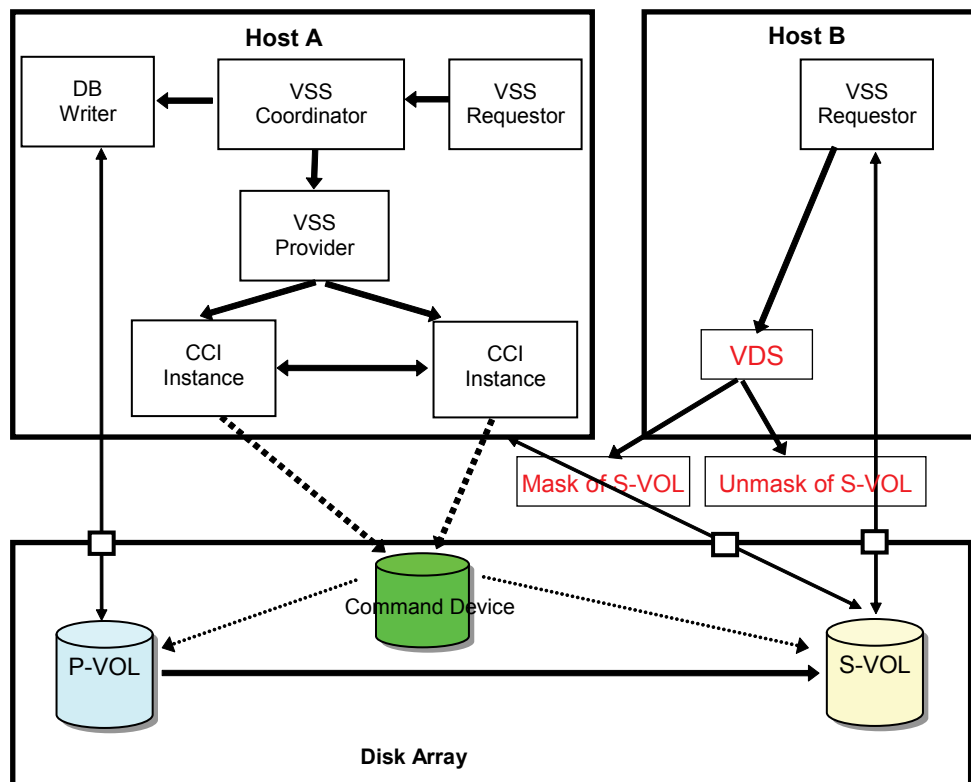 Host A
Host B
DB
Writer
VSS
Coordinator
VSS
Requestor
VSS
Requestor
VSS
Provider
CCI
Instance
CCI
Instance
VDS
Mask of S-VOL
Unmask of S-VOL
Command Device
P-VOL
S-VOL
Disk Array